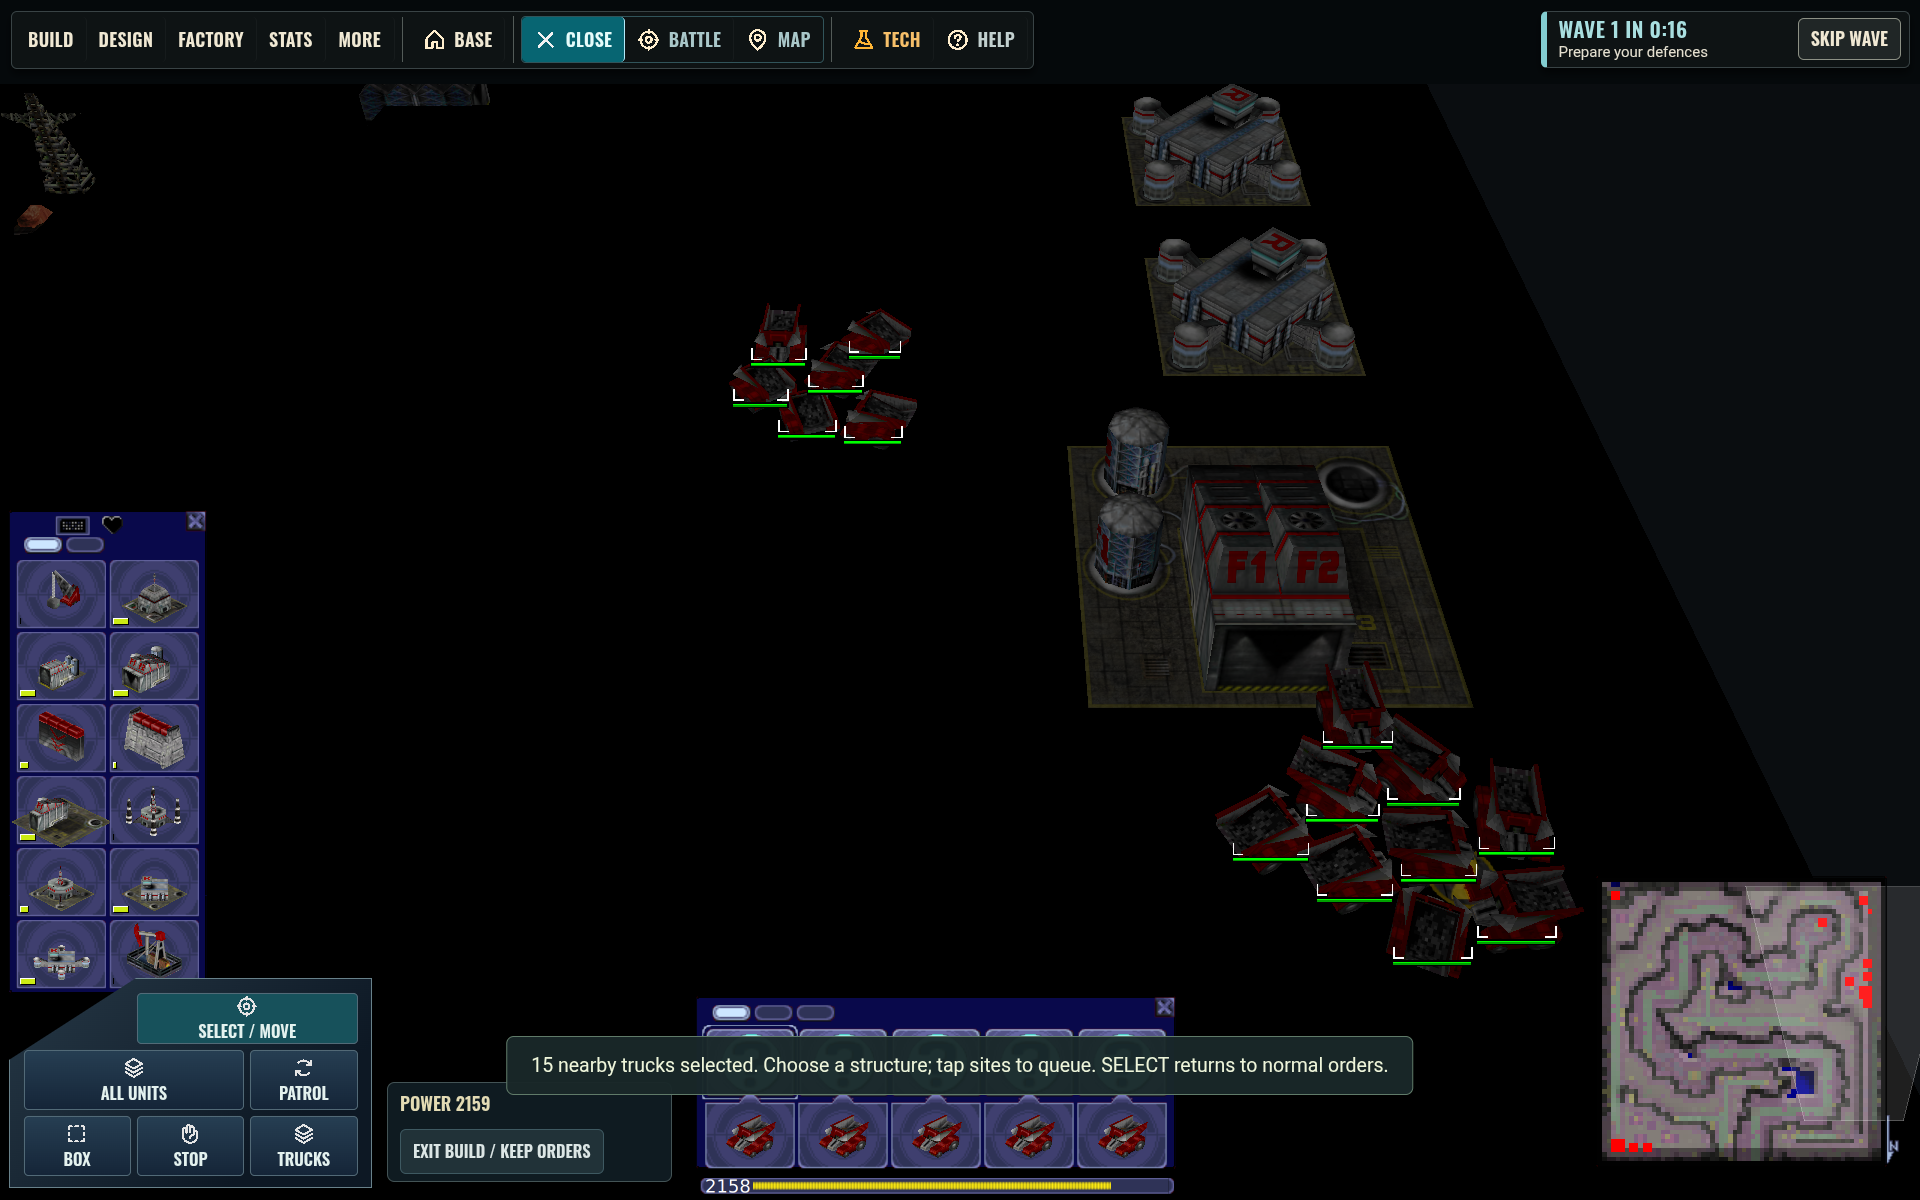 BUILD DESIGN FACTORY STATS MORE BASE CLOSE BATTLE MAP TECH HELP
WAVE 1 IN 0:16
Prepare your defences
SKIP WAVE
R
R
F1 F2
3
SELECT / MOVE
ALL UNITS PATROL
BOX STOP TRUCKS
15 nearby trucks selected. Choose a structure; tap sites to queue. SELECT returns to normal orders.
POWER 2159
EXIT BUILD / KEEP ORDERS
2158
N